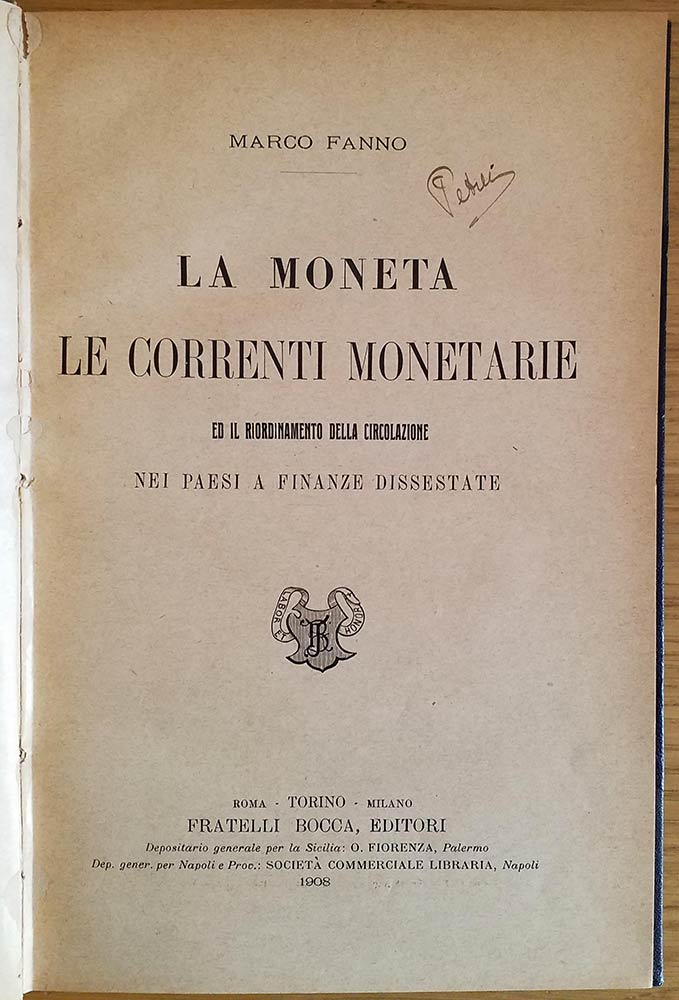 MARCO FANNO
LA MONETA
LE CORRENTI MONETARIE
ED IL RIORDINAMENTO DELLA CIRCOLAZIONE
NEI PAESI A FINANZE DISSESTATE
LABOR ET
ROMA - TORINO - MILANO
FRATELLI BOCCA, EDITORI
Depositario generale per la Sicilia: O. FIORENZA, Palermo
Dep. gener. per Napoli e Prov.: SOCIETÀ COMMERCIALE LIBRARIA, Napoli
1908